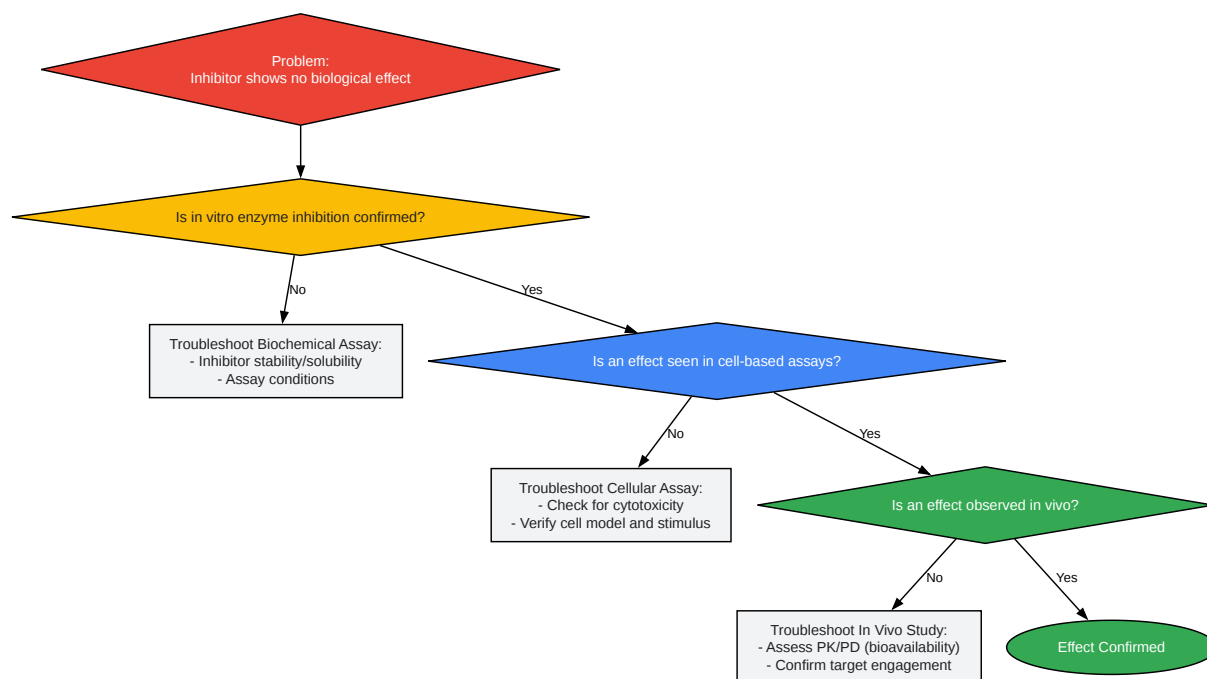 Problem:
Inhibitor shows no biological effect
Is in vitro enzyme inhibition confirmed?
No
Yes
Troubleshoot Biochemical Assay:
- Inhibitor stability/solubility
- Assay conditions
Is an effect seen in cell-based assays?
No
Yes
Troubleshoot Cellular Assay:
- Check for cytotoxicity
- Verify cell model and stimulus
Is an effect observed in vivo?
No
Yes
Troubleshoot In Vivo Study:
- Assess PK/PD (bioavailability)
- Confirm target engagement
Effect Confirmed